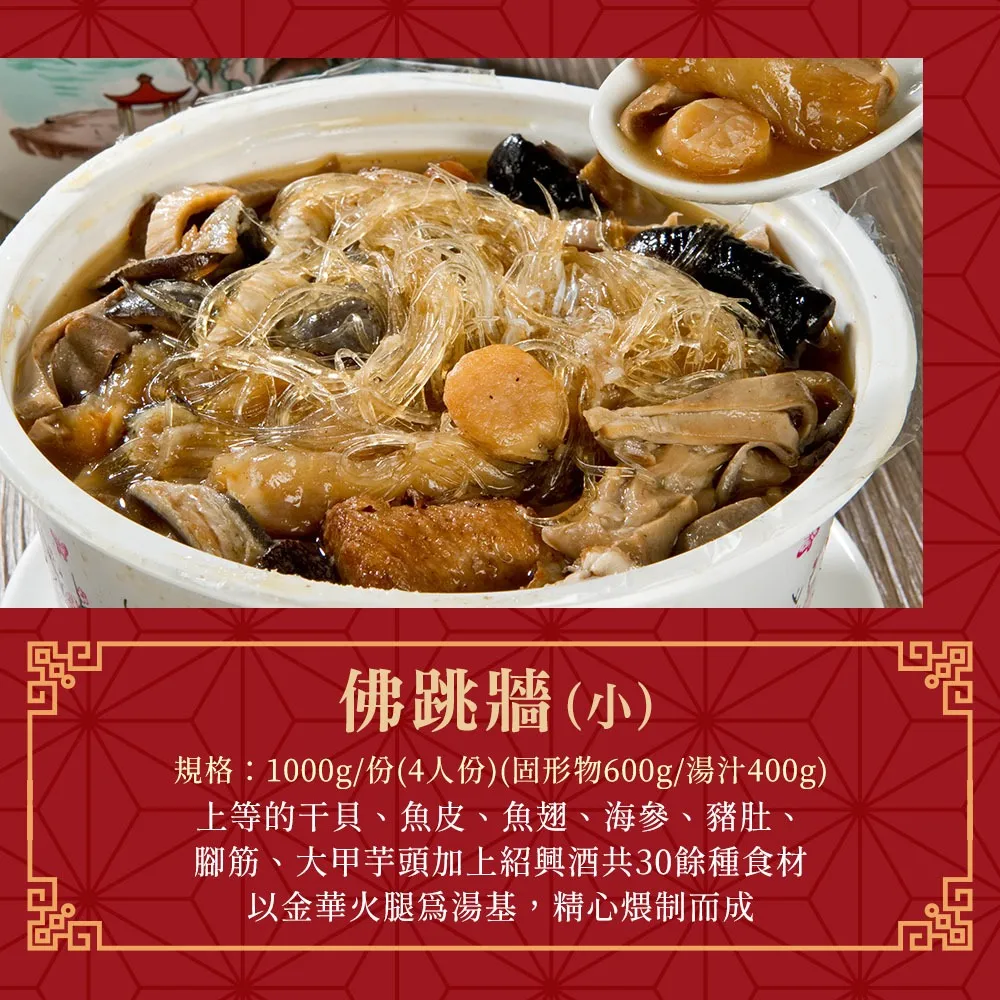 佛跳牆(小)
規格：1000g/份(4人份)(固形物600g/湯汁400g)
上等的干貝、魚皮、魚翅、海參、豬肚、
腳筋、大甲芋頭加上紹興酒共30餘種食材
以金華火腿為湯基，精心煨制而成